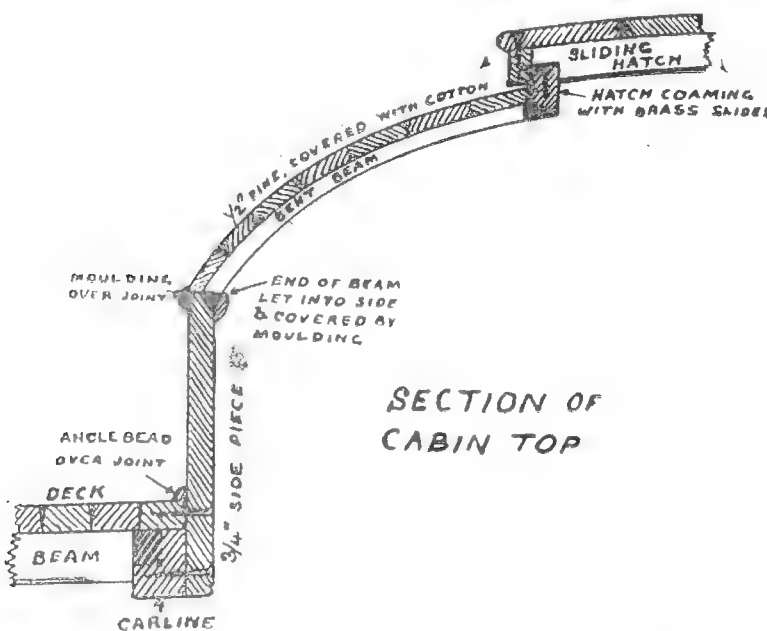 SLIDING
HATCH
HATCH COAMING
WITH BRASS SLIDES
1/2" PINE, COVERED WITH COTTON
BENT BEAM
MOULDING
OVER JOINT
END OF BEAM
LET INTO SIDE
& COVERED BY
MOULDING
3/4" SIDE PIECE
SECTION OF
CABIN TOP
ANGLE BEAD
OVER JOINT
DECK
BEAM
CARLINE